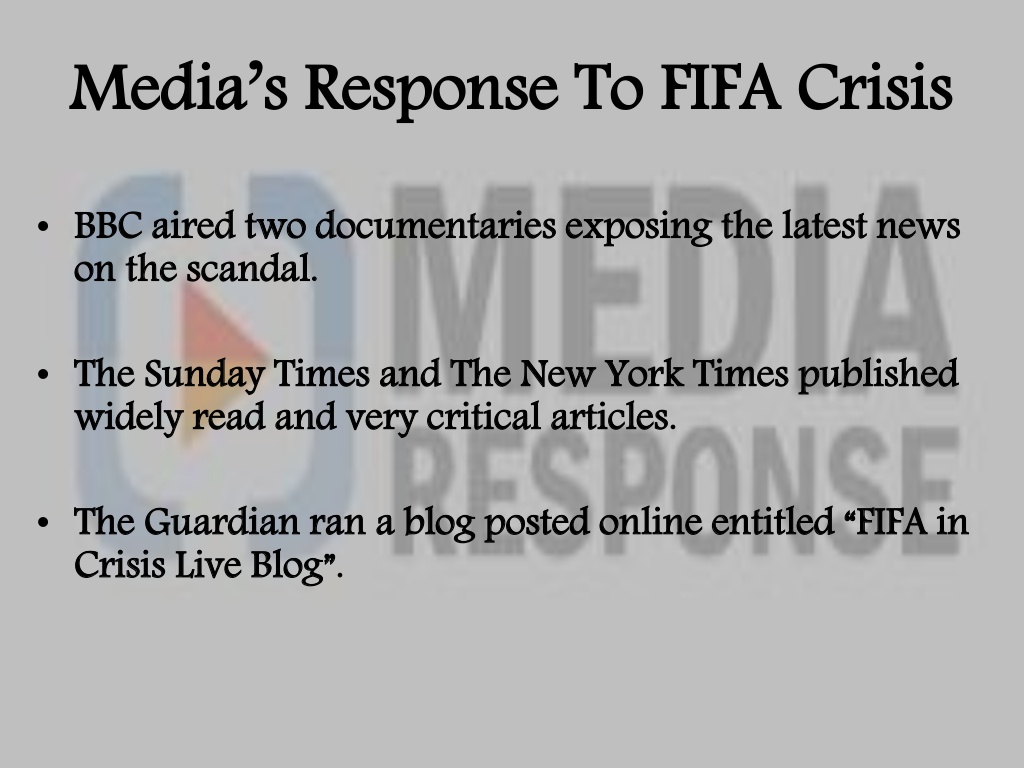 Media’s Response To FIFA Crisis
• BBC aired two documentaries exposing the latest news
on the scandal.
• The Sunday Times and The New York Times published
widely read and very critical articles.
• The Guardian ran a blog posted online entitled “FIFA in
Crisis Live Blog”.
MEDIA
RESPONSE